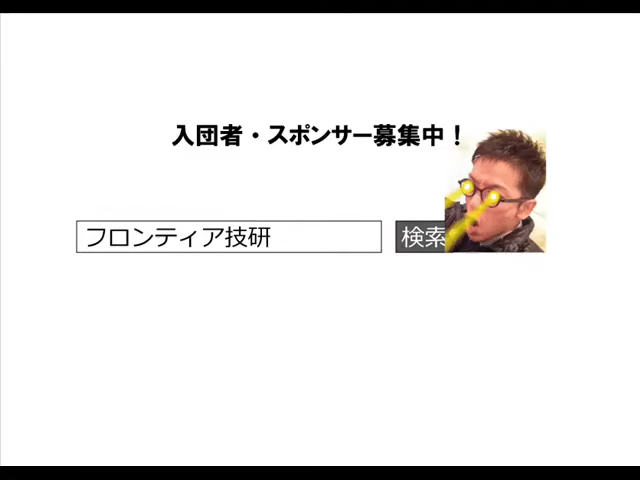 入団者・スポンサー募集中！
フロンティア技研
検索